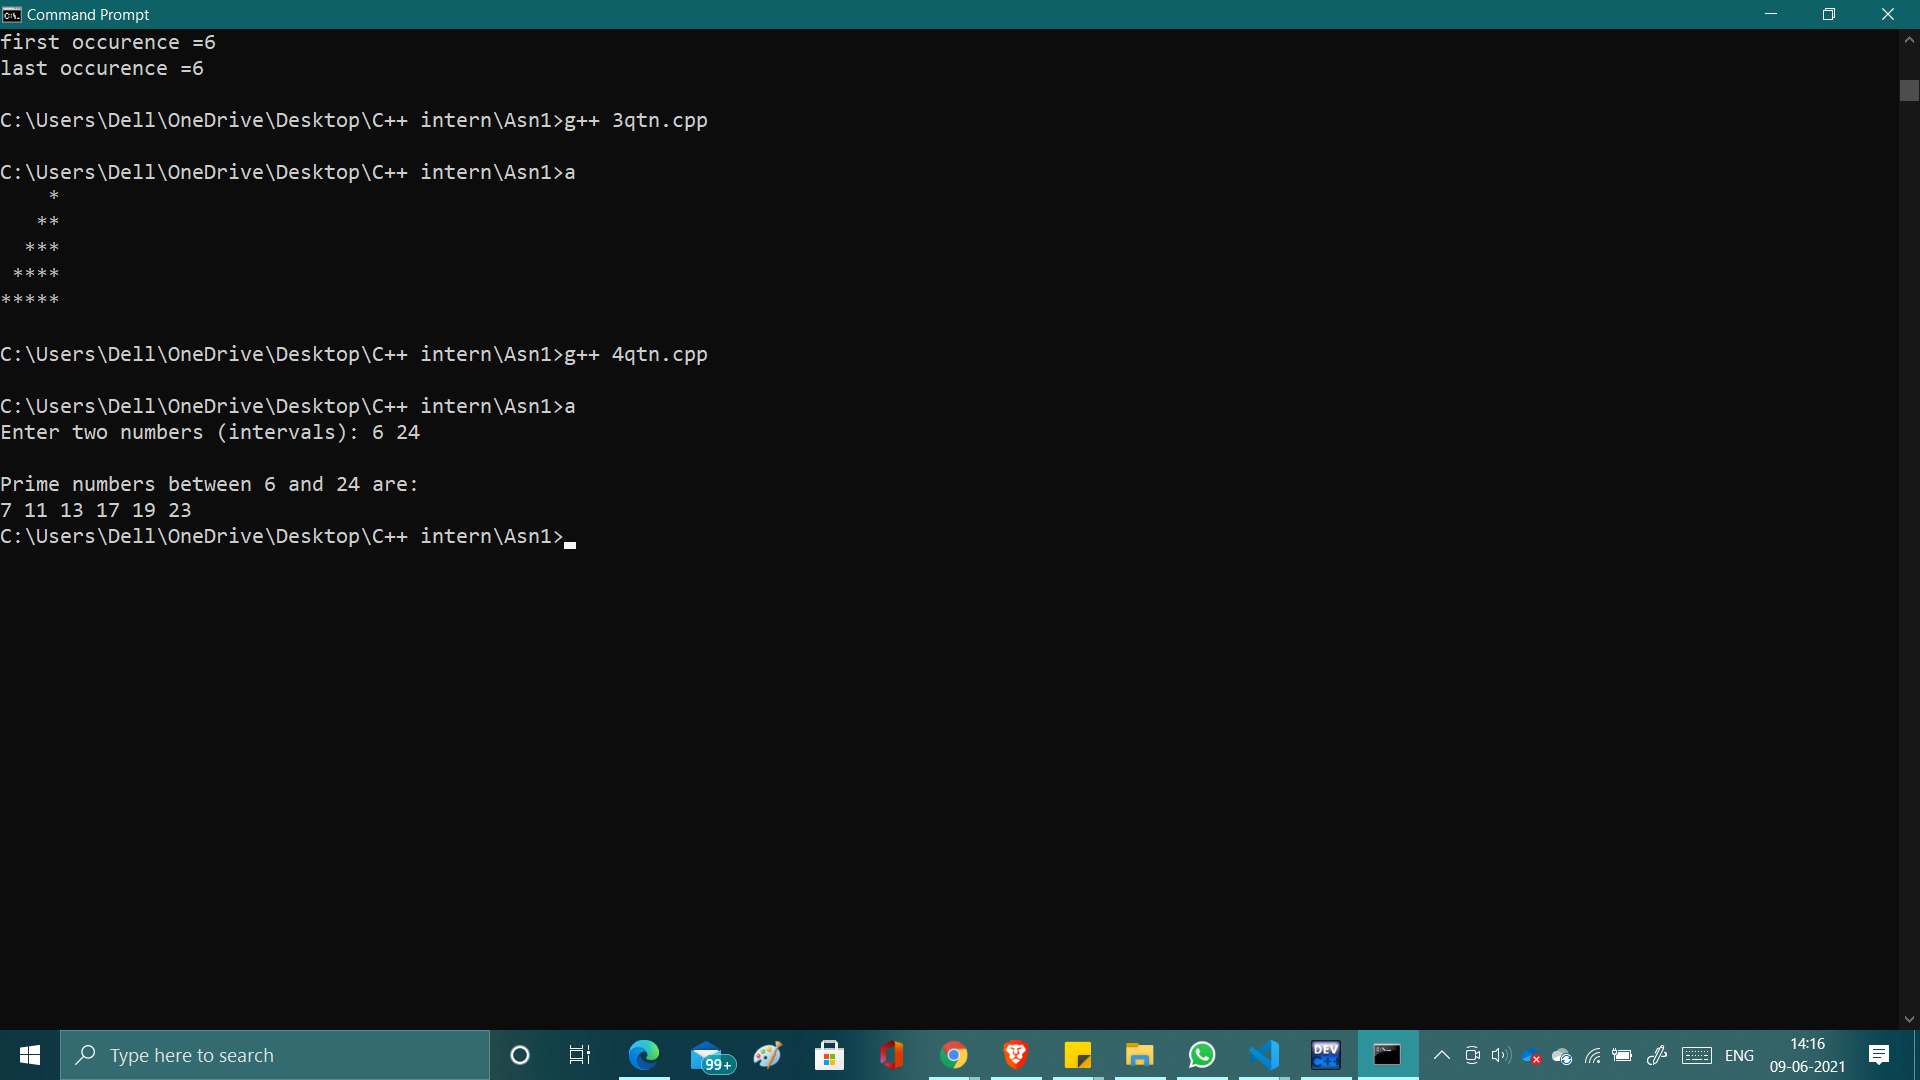 Command Prompt
first occurence =6
last occurence =6
C:\Users\Dell\OneDrive\Desktop\C++ intern\Asn1>g++ 3qtn.cpp
C:\Users\Dell\OneDrive\Desktop\C++ intern\Asn1>a
    *
   **
  ***
 ****
*****
C:\Users\Dell\OneDrive\Desktop\C++ intern\Asn1>g++ 4qtn.cpp
C:\Users\Dell\OneDrive\Desktop\C++ intern\Asn1>a
Enter two numbers (intervals): 6 24
Prime numbers between 6 and 24 are:
7 11 13 17 19 23
C:\Users\Dell\OneDrive\Desktop\C++ intern\Asn1>
Type here to search
99+
DEV
C++
ENG
14:16
09-06-2021